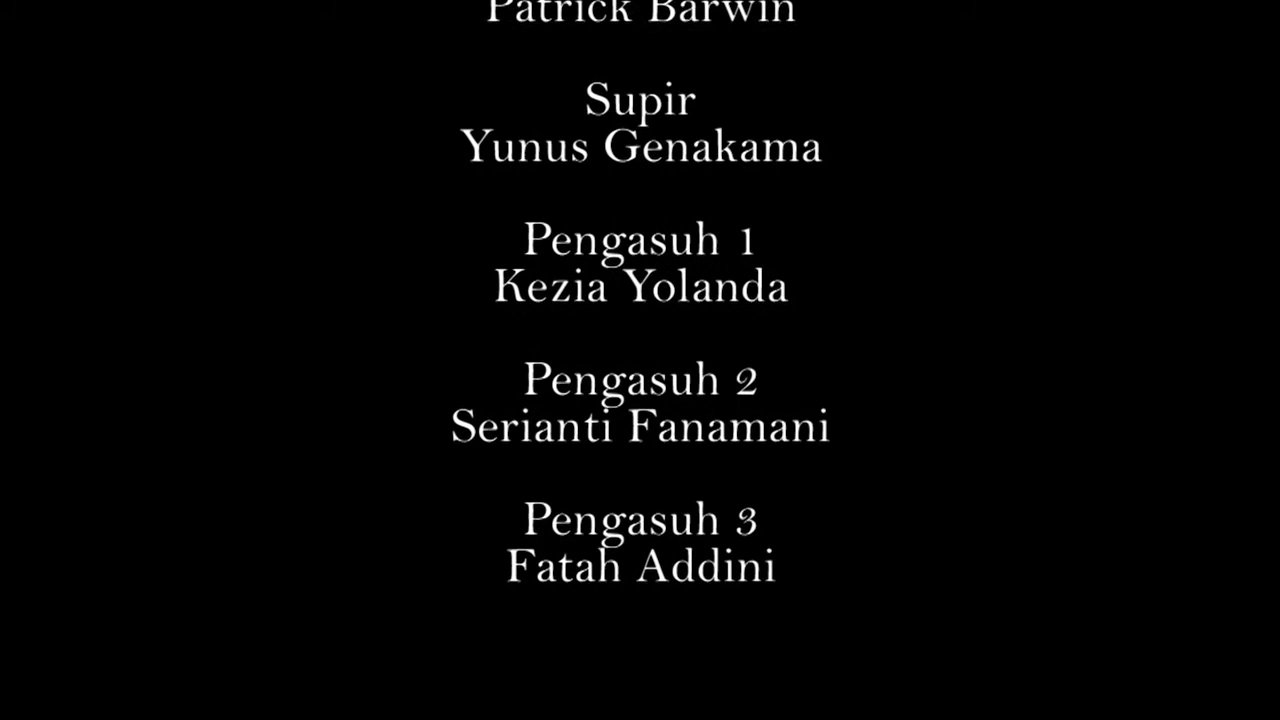 Patrick Barwin
Supir
Yunus Genakama
Pengasuh 1
Kezia Yolanda
Pengasuh 2
Serianti Fanamani
Pengasuh 3
Fatah Addini